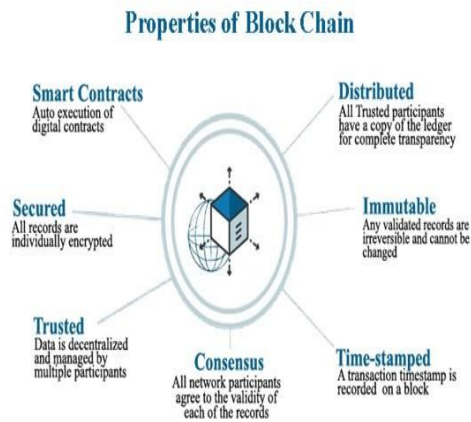 Properties of Block Chain
Smart Contracts
Auto execution of
digital contracts
Distributed
All Trusted participants
have a copy of the ledger
for complete transparency
Secured
All records are
individually encrypted
Immutable
Any validated records are
irreversible and cannot be
changed
Trusted
Data is decentralized
and managed by
multiple participants
Consensus
All network participants
agree to the validity of
each of the records
Time-stamped
A transaction timestamp is
recorded on a block